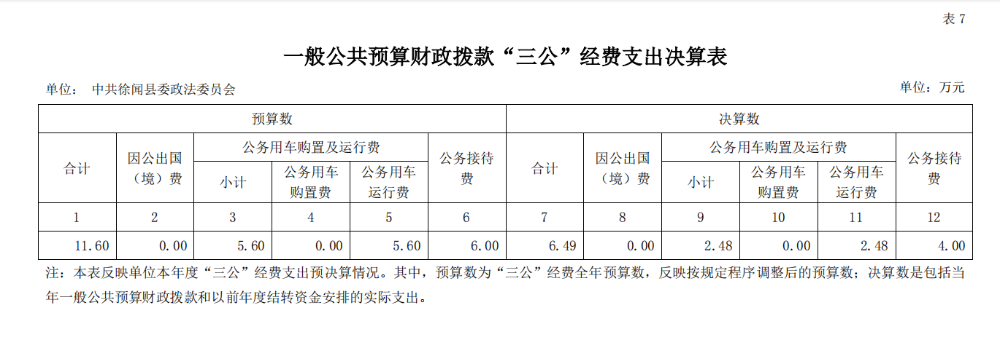 表 7
一般公共预算财政拨款“三公”经费支出决算表
单位： 中共徐闻县委政法委员会 单位：万元
预算数 决算数
合计 因公出国（境）费 公务用车购置及运行费 公务接待费 合计 因公出国（境）费 公务用车购置及运行费 公务接待费
小计 公务用车购置费 公务用车运行费 小计 公务用车购置费 公务用车运行费
1 2 3 4 5 6 7 8 9 10 11 12
11.60 0.00 5.60 0.00 5.60 6.00 6.49 0.00 2.48 0.00 2.48 4.00
注：本表反映单位本年度“三公”经费支出预决算情况。其中，预算数为“三公”经费全年预算数，反映按规定程序调整后的预算数；决算数是包括当
年一般公共预算财政拨款和以前年度结转资金安排的实际支出。